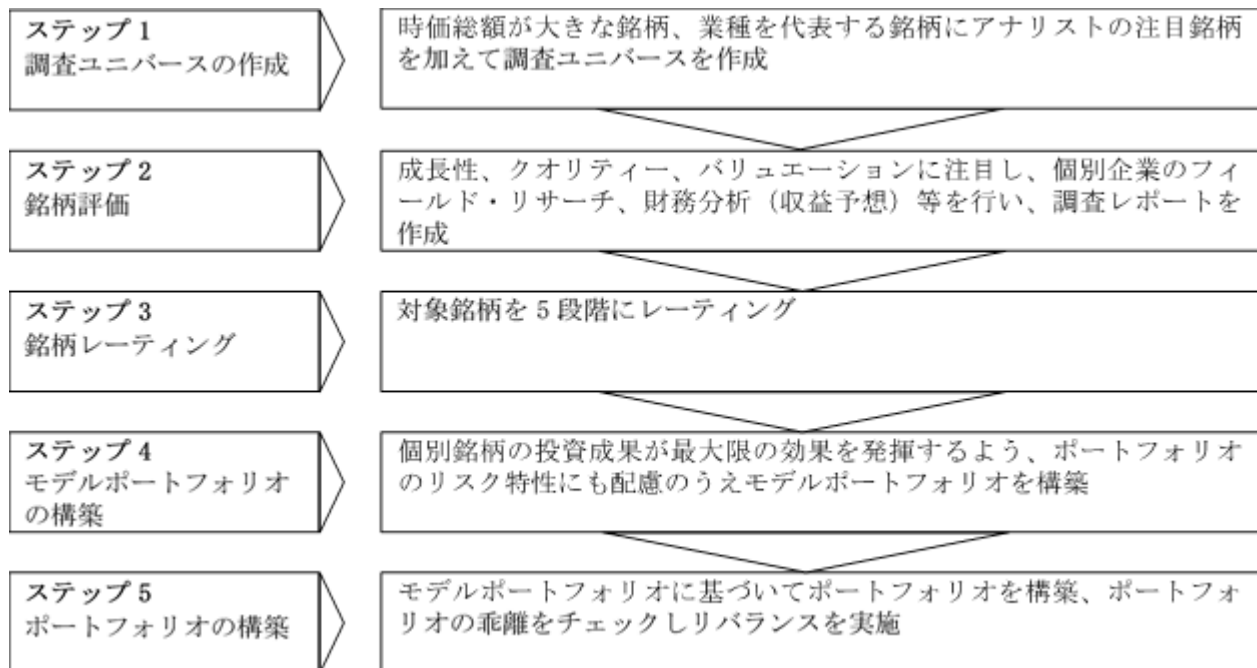 ステップ 1
調査ユニバースの作成
時価総額が大きな銘柄、業種を代表する銘柄にアナリストの注目銘柄
を加えて調査ユニバースを作成
ステップ 2
銘柄評価
成長性、クオリティー、バリュエーションに注目し、個別企業のフィ
ールド・リサーチ、財務分析（収益予想）等を行い、調査レポートを
作成
ステップ 3
銘柄レーティング
対象銘柄を 5 段階にレーティング
ステップ 4
モデルポートフォリオ
の構築
個別銘柄の投資成果が最大限の効果を発揮するよう、ポートフォリオ
のリスク特性にも配慮のうえモデルポートフォリオを構築
ステップ 5
ポートフォリオの構築
モデルポートフォリオに基づいてポートフォリオを構築、ポートフォ
リオの乖離をチェックしリバランスを実施